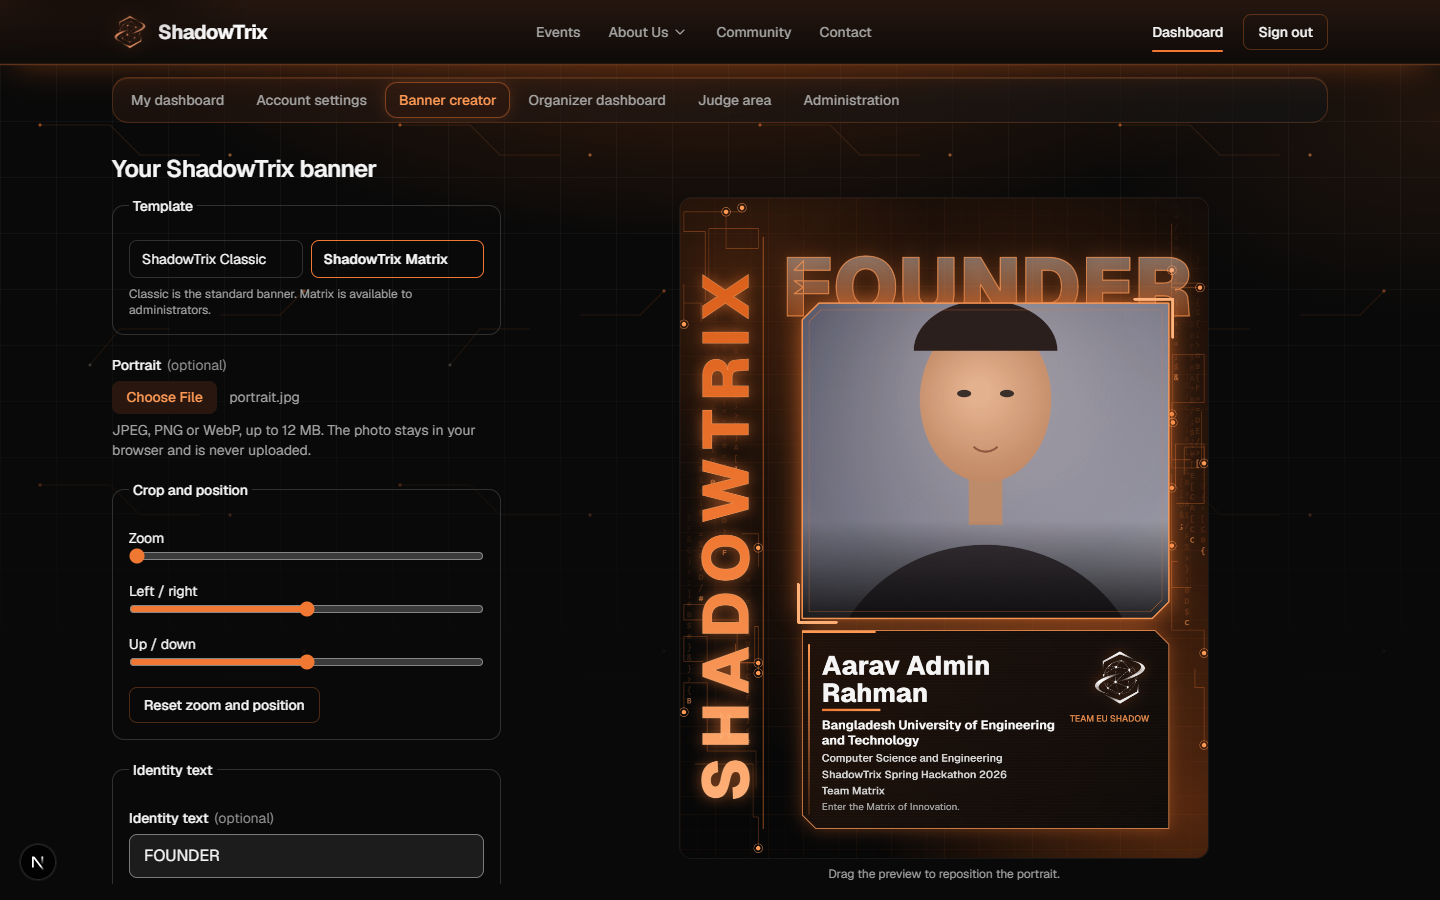 ShadowTrix
Events
About Us
Community
Contact
Dashboard
Sign out
My dashboard
Account settings
Banner creator
Organizer dashboard
Judge area
Administration
Your ShadowTrix banner
Template
ShadowTrix Classic
ShadowTrix Matrix
Classic is the standard banner. Matrix is available to
administrators.
Portrait (optional)
Choose File
portrait.jpg
JPEG, PNG or WebP, up to 12 MB. The photo stays in your
browser and is never uploaded.
Crop and position
Zoom
Left / right
Up / down
Reset zoom and position
Identity text
Identity text (optional)
FOUNDER
SHADOWTRIX
FOUNDER
Aarav Admin
Rahman
Bangladesh University of Engineering
and Technology
Computer Science and Engineering
ShadowTrix Spring Hackathon 2026
Team Matrix
Enter the Matrix of Innovation.
TEAM EU SHADOW
Drag the preview to reposition the portrait.
N